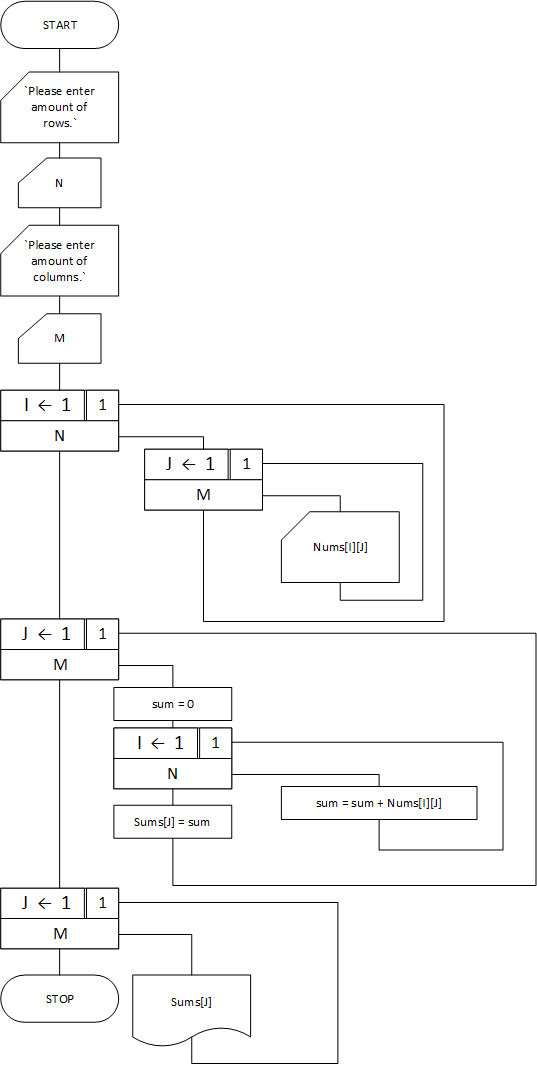 START
`Please enter
amount of
rows.`
N
`Please enter
amount of
columns.`
M
I ← 1 1
N
J ← 1 1
M
Nums[I][J]
J ← 1 1
M
sum = 0
I ← 1 1
N
sum = sum + Nums[I][J]
Sums[J] = sum
J ← 1 1
M
STOP
Sums[J]